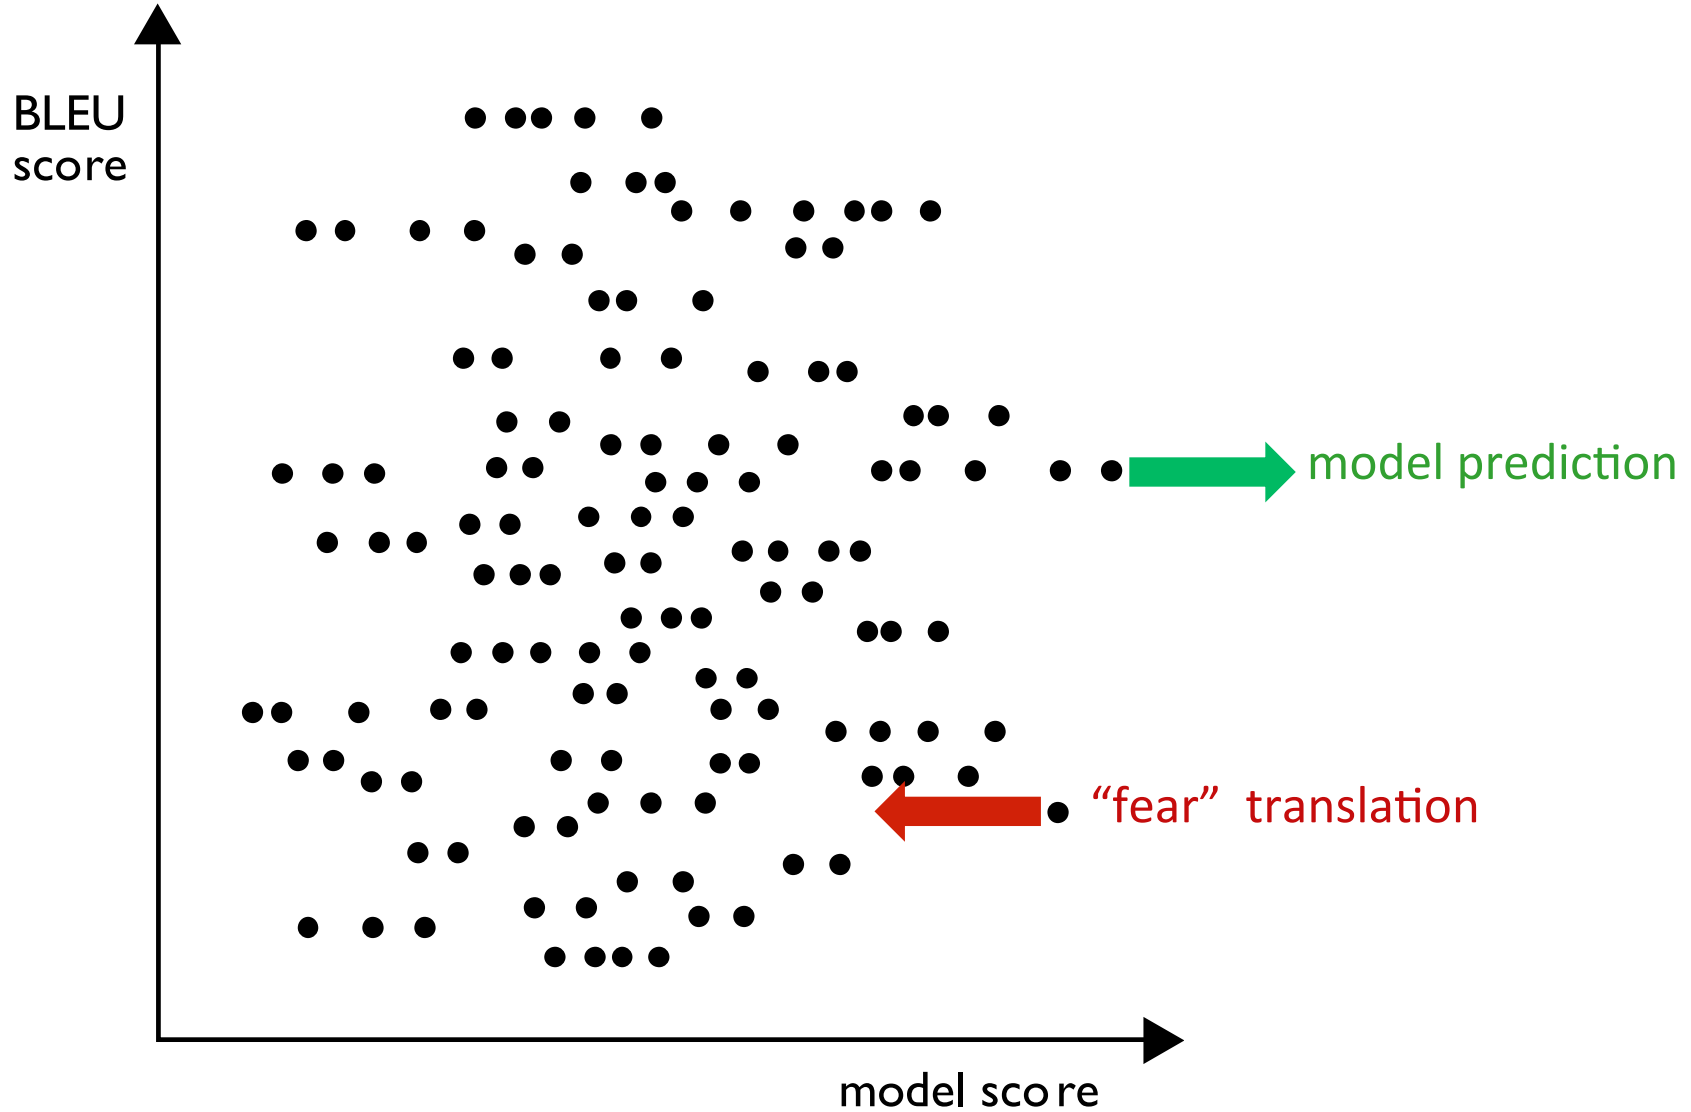 BLEU
score
model prediction
“fear” translation
model score